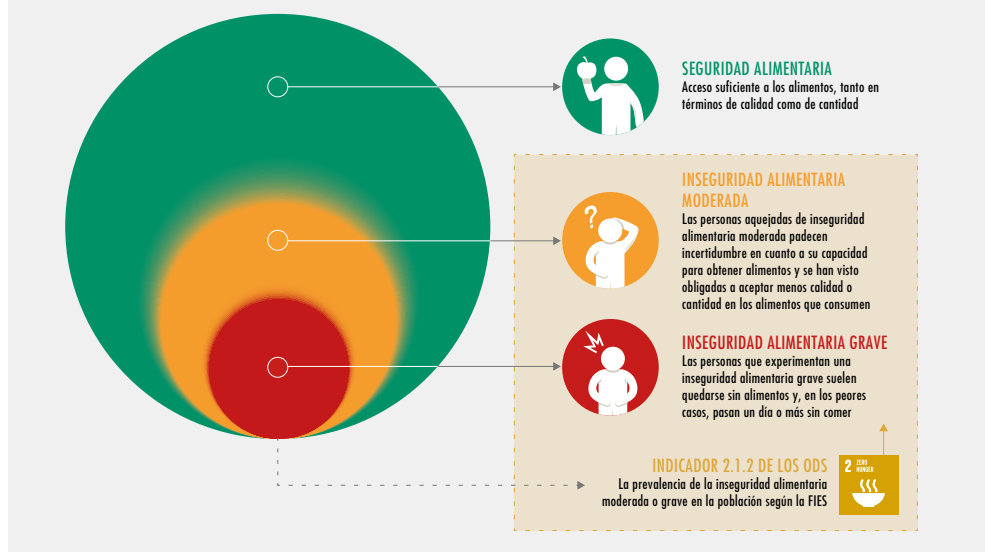 SEGURIDAD ALIMENTARIA
Acceso suficiente a los alimentos, tanto en
términos de calidad como de cantidad
INSEGURIDAD ALIMENTARIA
MODERADA
Las personas aquejadas de inseguridad
alimentaria moderada padecen
incertidumbre en cuanto a su capacidad
para obtener alimentos y se han visto
obligadas a aceptar menos calidad o
cantidad en los alimentos que consumen
INSEGURIDAD ALIMENTARIA GRAVE
Las personas que experimentan una
inseguridad alimentaria grave suelen
quedarse sin alimentos y, en los peores
casos, pasan un día o más sin comer
INDICADOR 2.1.2 DE LOS ODS
La prevalencia de la inseguridad alimentaria
moderada o grave en la población según la FIES
2 ZERO
HUNGER
?